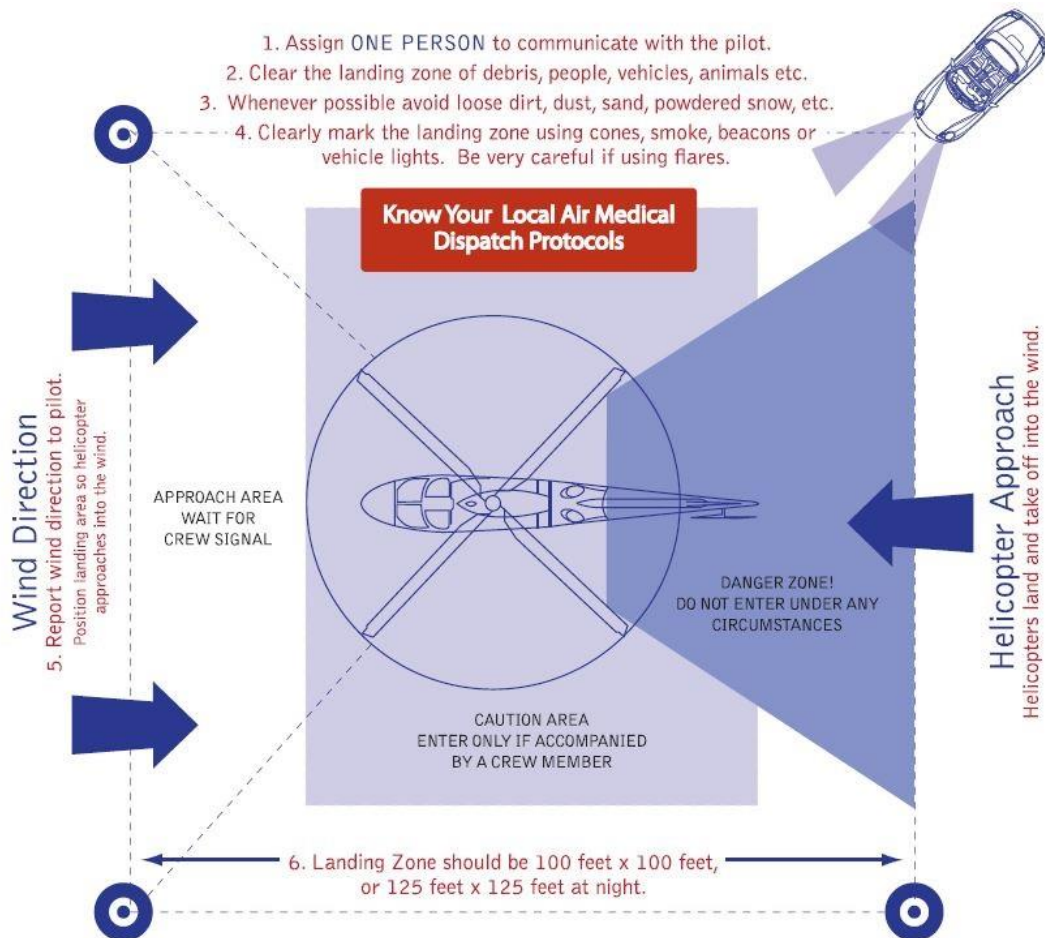 1. Assign ONE PERSON to communicate with the pilot.
2. Clear the landing zone of debris, people, vehicles, animals etc.
3. Whenever possible avoid loose dirt, dust, sand, powdered snow, etc.
4. Clearly mark the landing zone using cones, smoke, beacons or
vehicle lights. Be very careful if using flares.
Know Your Local Air Medical
Dispatch Protocols
Wind Direction
5. Report wind direction to pilot.
Position landing area so helicopter
approaches into the wind.
APPROACH AREA
WAIT FOR
CREW SIGNAL
DANGER ZONE!
DO NOT ENTER UNDER ANY
CIRCUMSTANCES
Helicopter Approach
Helicopters land and take off into the wind.
CAUTION AREA
ENTER ONLY IF ACCOMPANIED
BY A CREW MEMBER
6. Landing Zone should be 100 feet x 100 feet,
or 125 feet x 125 feet at night.